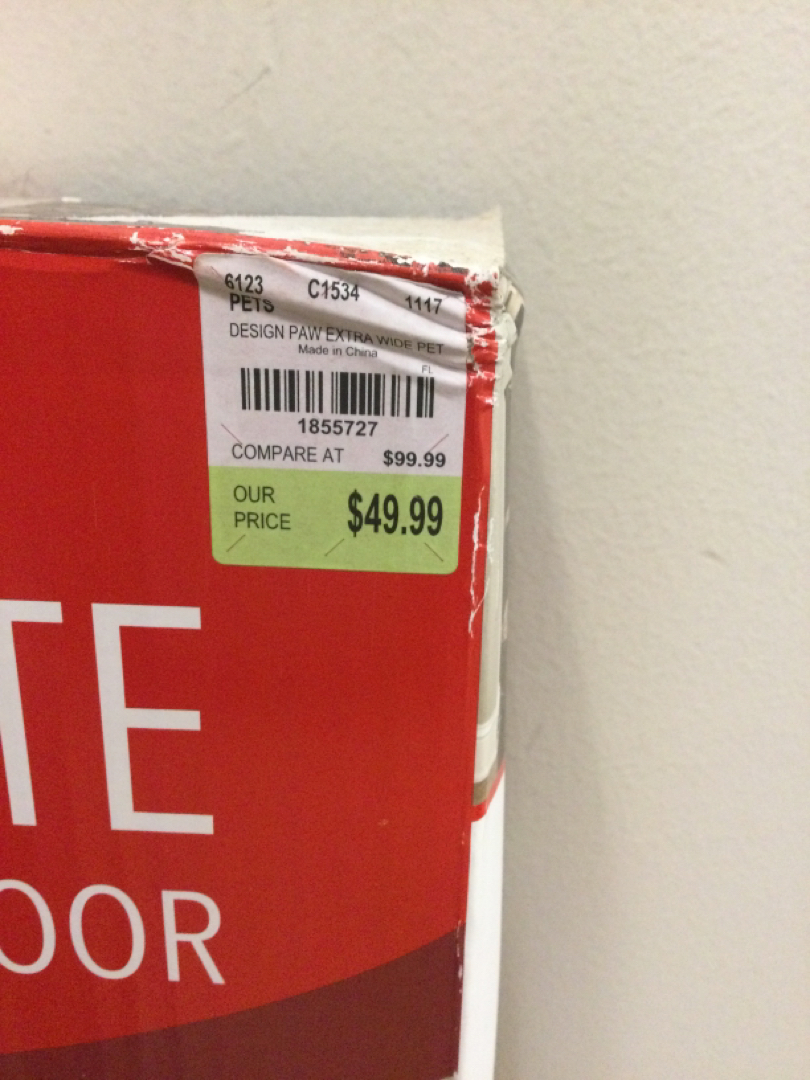 6123 C1534 1117
PETS
DESIGN PAW EXTRA WIDE PET
Made in China
FL
1855727
COMPARE AT $99.99
OUR
PRICE $49.99
TE
OOR